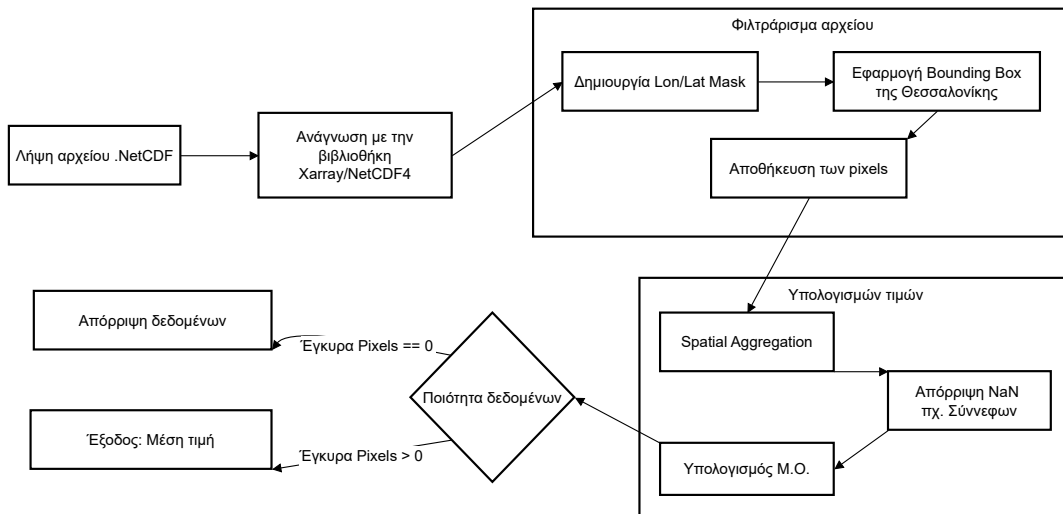 Φιλτράρισμα αρχείου
Λήψη αρχείου .NetCDF
Ανάγνωση με την
βιβλιοθήκη
Xarray/NetCDF4
Δημιουργία Lon/Lat Mask
Εφαρμογή Bounding Box
της Θεσσαλονίκης
Αποθήκευση των pixels
Υπολογισμών τιμών
Spatial Aggregation
Απόρριψη NaN
πχ. Σύννεφων
Υπολογισμός Μ.Ο.
Ποιότητα δεδομένων
Έγκυρα Pixels == 0
Απόρριψη δεδομένων
Έγκυρα Pixels > 0
Έξοδος: Μέση τιμή